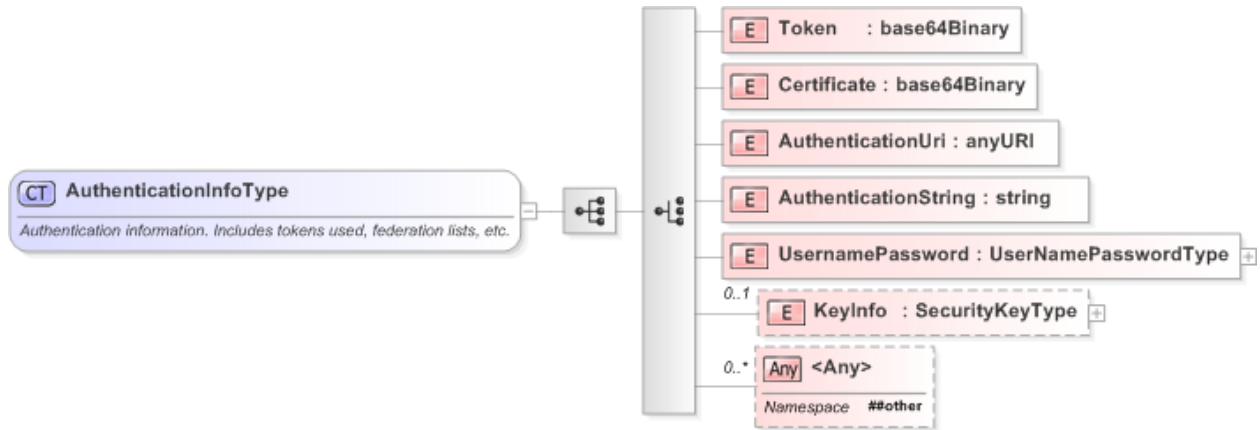 E Token : base64Binary
E Certificate : base64Binary
E AuthenticationUri : anyURI
CT AuthenticationInfoType
Authentication information. Includes tokens used, federation lists, etc.
E AuthenticationString : string
E UsernamePassword : UserNamePasswordType
0..1
E KeyInfo : SecurityKeyType
0..*
Any <Any>
Namespace ##other